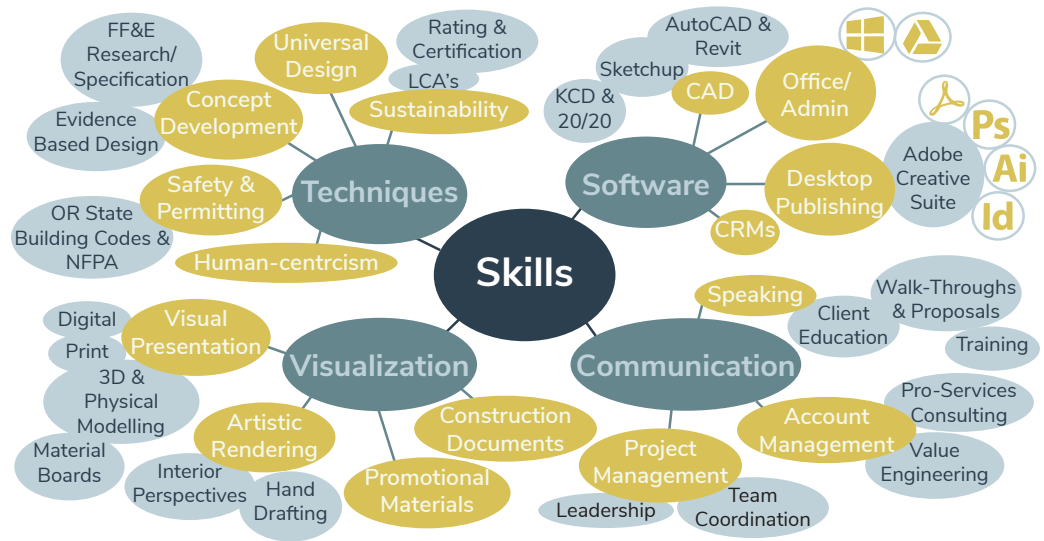 FF&E
Research/
Specification
Universal
Design
Rating &
Certification
LCA's
Sustainability
Concept
Development
Evidence
Based Design
Safety &
Permitting
Techniques
OR State
Building Codes &
NFPA
Human-centrcism
AutoCAD &
Revit
Sketchup
KCD &
20/20
CAD
Office/
Admin
Software
Desktop
Publishing
Adobe
Creative
Suite
Ps
Ai
Id
CRMs
Skills
Digital
Print
Visual
Presentation
3D &
Physical
Modelling
Visualization
Material
Boards
Artistic
Rendering
Interior
Perspectives
Hand
Drafting
Construction
Documents
Promotional
Materials
Speaking
Client
Education
Walk-Throughs
& Proposals
Training
Communication
Pro-Services
Consulting
Account
Management
Value
Engineering
Project
Management
Leadership
Team
Coordination